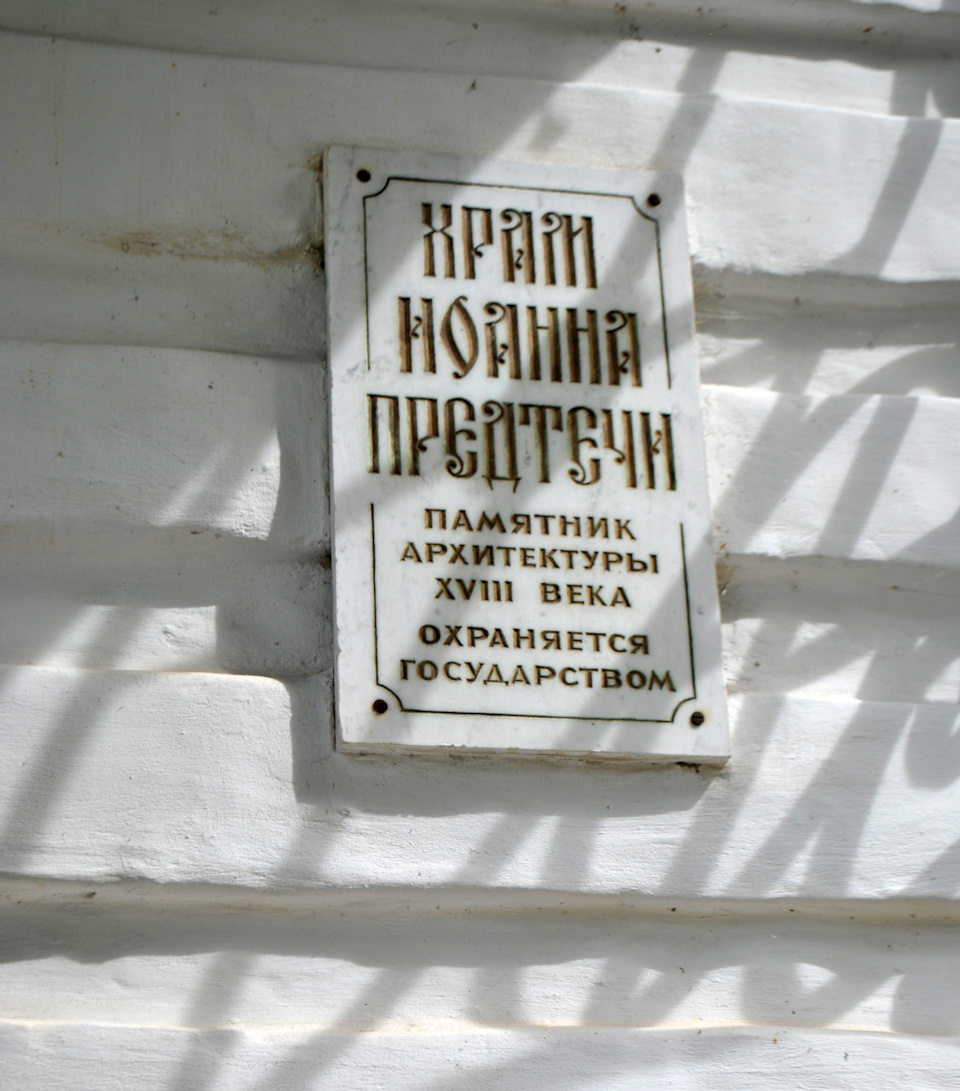 ХРАМ
ИОАННА
ПРЕДТЕЧИ
ПАМЯТНИК
АРХИТЕКТУРЫ
XVIII ВЕКА
ОХРАНЯЕТСЯ
ГОСУДАРСТВОМ